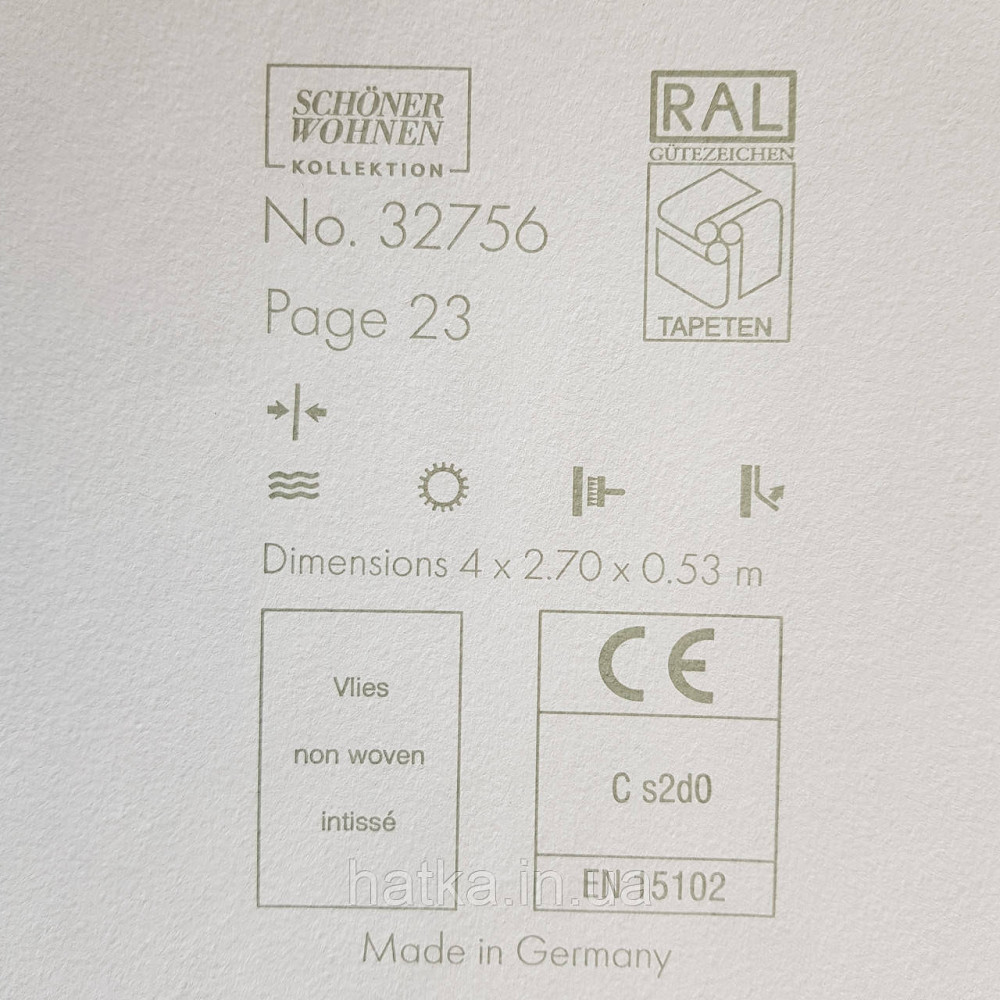 SCHÖNER
WOHNEN
KOLLEKTION
RAL
GÜTEZEICHEN
TAPETEN
No. 32756
Page 23
Dimensions 4 x 2.70 x 0.53 m
Vlies
non woven
intissé
CE
C s2d0
EN 15102
hatka.in.ua
Made in Germany